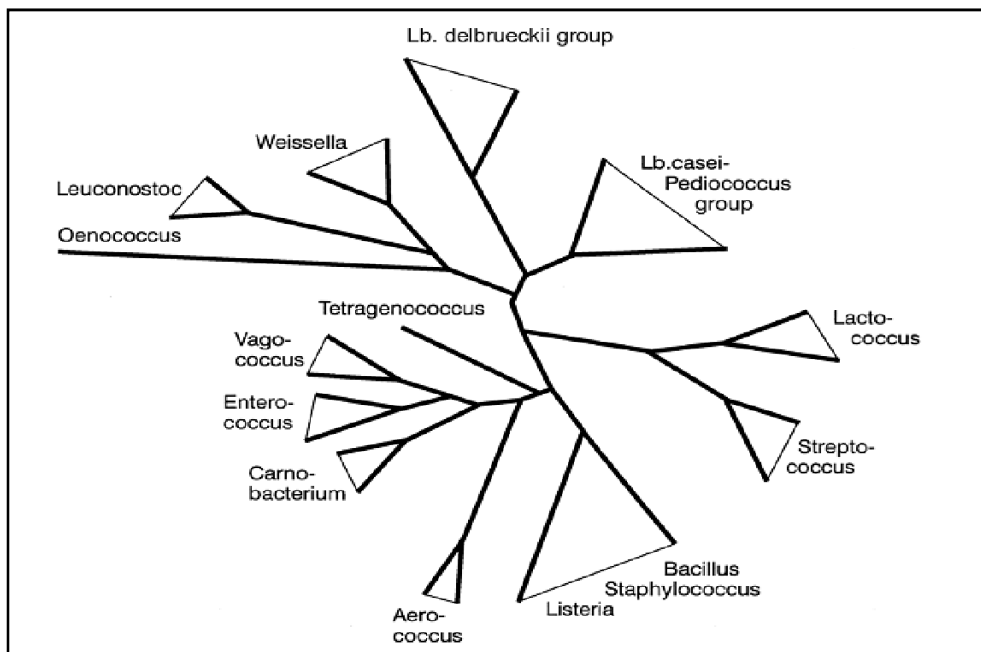 Lb. delbrueckii group
Weissella
Lb.casei-
Pediococcus
group
Leuconostoc
Oenococcus
Tetragenococcus
Vago-
coccus
Lacto-
coccus
Entero-
coccus
Strepto-
coccus
Carno-
bacterium
Bacillus
Staphylococcus
Listeria
Aero-
coccus